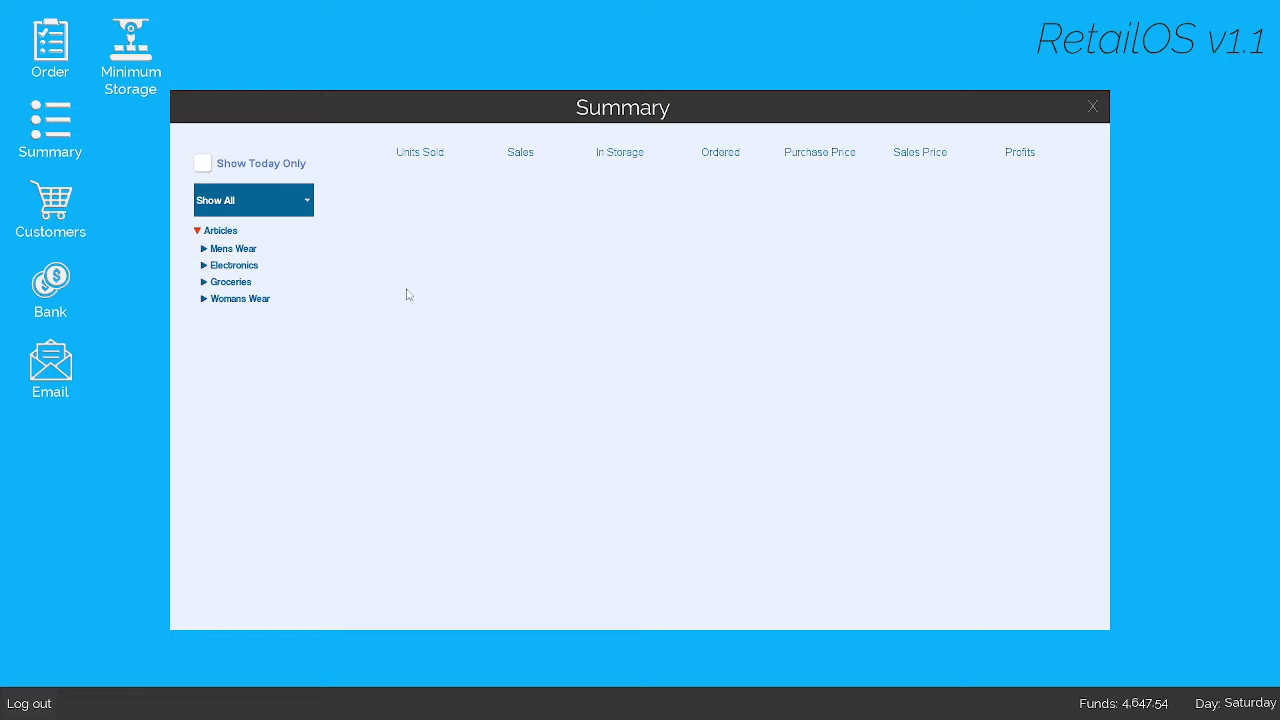 RetailOS v1.1
Order
Minimum
Storage
Summary
Customers
Bank
Email
Summary X
Units Sold Sales In Storage Ordered Purchase Price Sales Price Profits
Show Today Only
Show All
Articles
Mens Wear
Electronics
Groceries
Womans Wear
Log out
Funds: 4,647.54 Day: Saturday